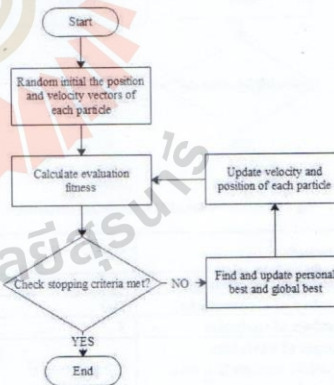 Start
Random initial the position
and velocity vectors of
each particle
Calculate evaluation
fitness
Update velocity and
position of each particle
Check stopping criteria met?
NO
Find and update personal
best and global best
YES
End